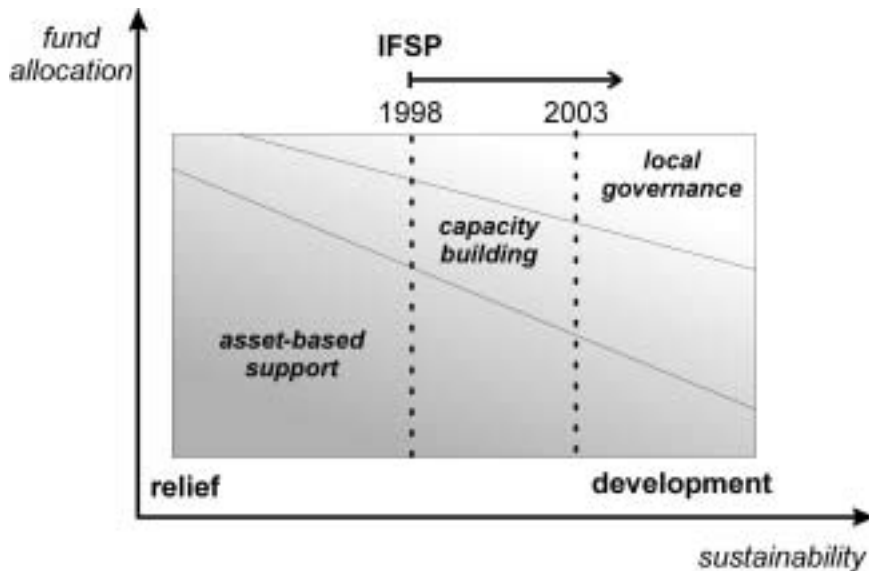 fund
allocation
IFSP
1998
2003
local
governance
capacity
building
asset-based
support
relief
development
sustainability